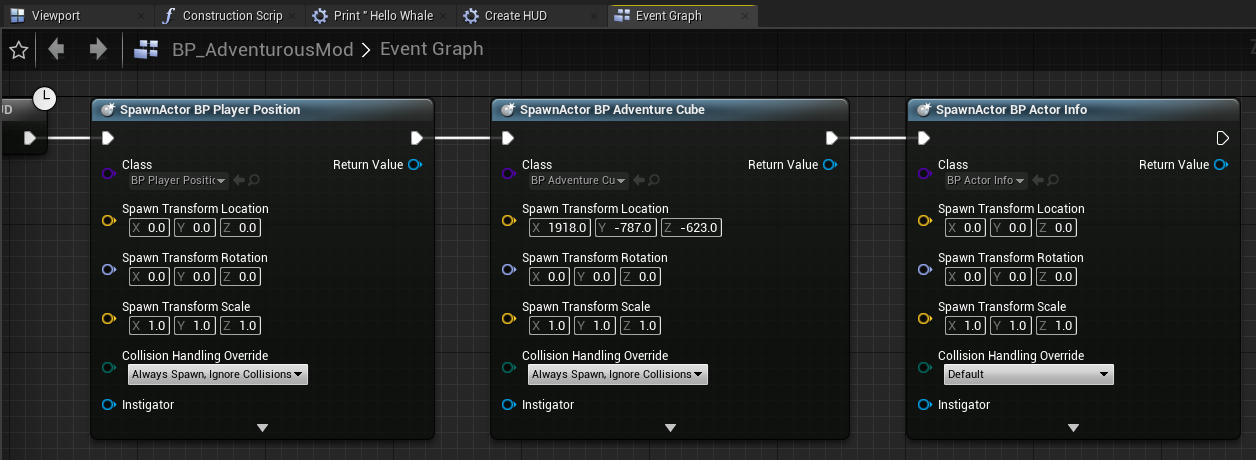 Viewport
Construction Scrip
Print " Hello Whale
Create HUD
Event Graph
BP_AdventurousMod > Event Graph
UD
SpawnActor BP Player Position
Class
Return Value
BP Player Positic
Spawn Transform Location
X 0.0 Y 0.0 Z 0.0
Spawn Transform Rotation
X 0.0 Y 0.0 Z 0.0
Spawn Transform Scale
X 1.0 Y 1.0 Z 1.0
Collision Handling Override
Always Spawn, Ignore Collisions
Instigator
SpawnActor BP Adventure Cube
Class
Return Value
BP Adventure Cu
Spawn Transform Location
X 1918.0 Y -787.0 Z -623.0
Spawn Transform Rotation
X 0.0 Y 0.0 Z 0.0
Spawn Transform Scale
X 1.0 Y 1.0 Z 1.0
Collision Handling Override
Always Spawn, Ignore Collisions
Instigator
SpawnActor BP Actor Info
Class
Return Value
BP Actor Info
Spawn Transform Location
X 0.0 Y 0.0 Z 0.0
Spawn Transform Rotation
X 0.0 Y 0.0 Z 0.0
Spawn Transform Scale
X 1.0 Y 1.0 Z 1.0
Collision Handling Override
Default
Instigator